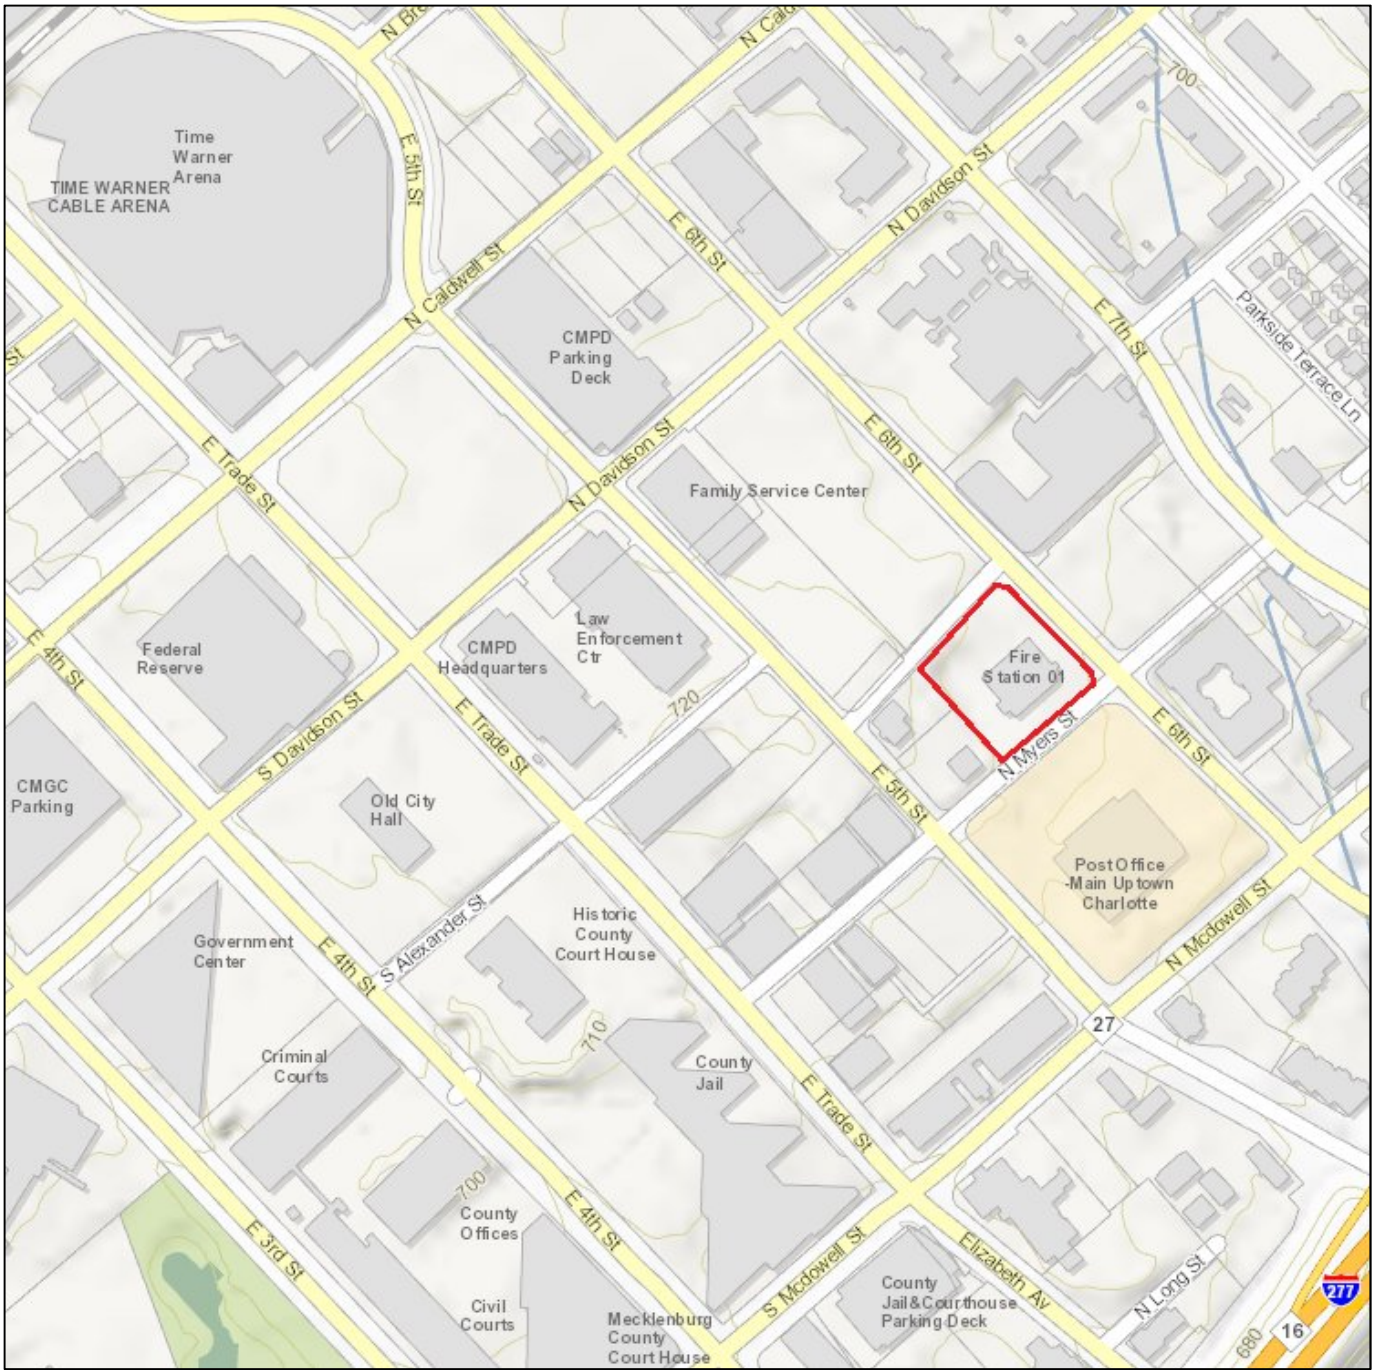 N Bra
N Cald
700
Time
Warner
Arena
TIME WARNER
CABLE ARENA
E 5th St
N Davidson St
E 6th St
N Caldwell St
E 7th St
Parkside Terrace Ln
St
CMPD
Parking
Deck
E 6th St
E Trade St
N Davidson St
Family Service Center
Law
Enforcement
Ctr
CMPD
Headquarters
Federal
Reserve
E 4th St
Fire
Station 01
720
S Davidson St
E Trade St
N Myers St
E 6th St
CMGC
Parking
Old City
Hall
E 5th St
Post Office
-Main Uptown
Charlotte
S Alexander St
Historic
County
Court House
Government
Center
E 4th St
N Mcdowell St
27
710
Criminal
Courts
County
Jail
E Trade St
700
County
Offices
E 4th St
E 3rd St
S Mcdowell St
Elizabeth Av
N Long St
County
Jail&Courthouse
Parking Deck
Civil
Courts
Mecklenburg
County
Court House
277
16
680